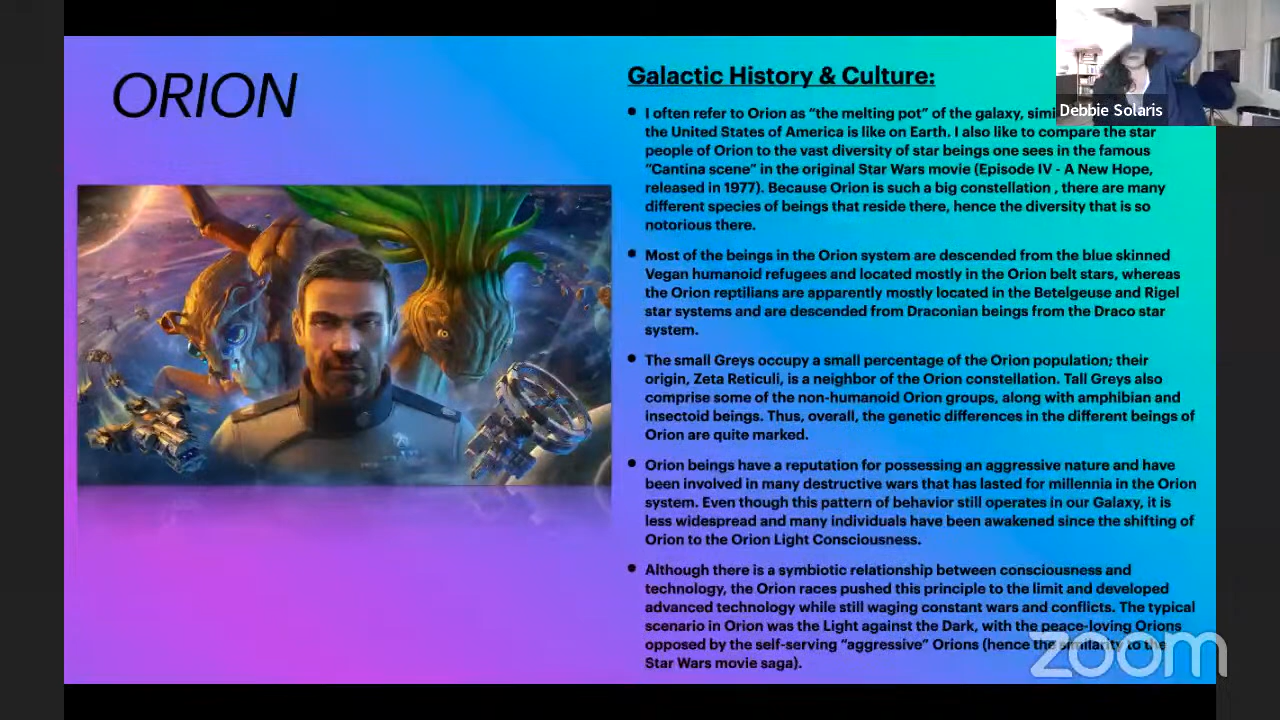 ORION
Galactic History & Culture:
Debbie Solaris
• I often refer to Orion as “the melting pot” of the galaxy, simi
the United States of America is like on Earth. I also like to compare the star
people of Orion to the vast diversity of star beings one sees in the famous
“Cantina scene” in the original Star Wars movie (Episode IV - A New Hope,
released in 1977). Because Orion is such a big constellation , there are many
different species of beings that reside there, hence the diversity that is so
notorious there.
• Most of the beings in the Orion system are descended from the blue skinned
Vegan humanoid refugees and located mostly in the Orion belt stars, whereas
the Orion reptilians are apparently mostly located in the Betelgeuse and Rigel
star systems and are descended from Draconian beings from the Draco star
system.
• The small Greys occupy a small percentage of the Orion population; their
origin, Zeta Reticuli, is a neighbor of the Orion constellation. Tall Greys also
comprise some of the non-humanoid Orion groups, along with amphibian and
insectoid beings. Thus, overall, the genetic differences in the different beings of
Orion are quite marked.
• Orion beings have a reputation for possessing an aggressive nature and have
been involved in many destructive wars that has lasted for millennia in the Orion
system. Even though this pattern of behavior still operates in our Galaxy, it is
less widespread and many individuals have been awakened since the shifting of
Orion to the Orion Light Consciousness.
• Although there is a symbiotic relationship between consciousness and
technology, the Orion races pushed this principle to the limit and developed
advanced technology while still waging constant wars and conflicts. The typical
scenario in Orion was the Light against the Dark, with the peace-loving Orions
opposed by the self-serving “aggressive” Orions (hence the similarity to the
Star Wars movie saga).
zoom